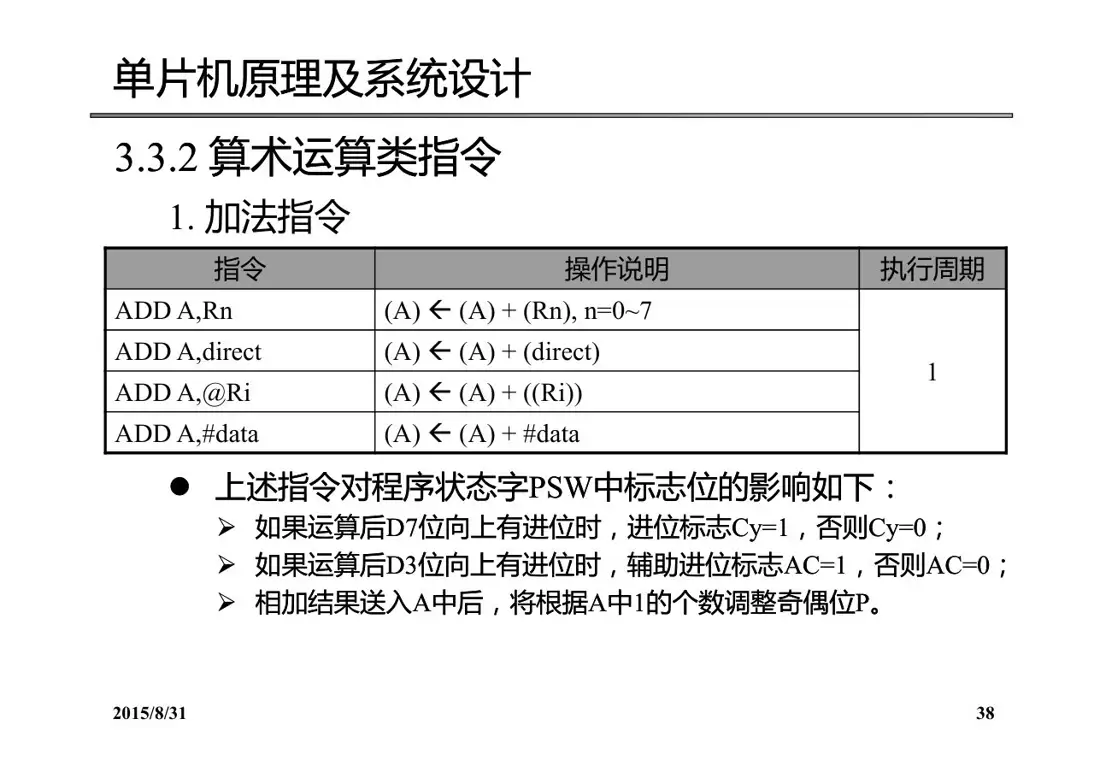 单片机原理及系统设计
3.3.2 算术运算类指令
1. 加法指令
指令 操作说明 执行周期
ADD A,Rn (A) ← (A) + (Rn), n=0~7
ADD A,direct (A) ← (A) + (direct)
1
ADD A,@Ri (A) ← (A) + ((Ri))
ADD A,#data (A) ← (A) + #data
● 上述指令对程序状态字PSW中标志位的影响如下：
➢ 如果运算后D7位向上有进位时，进位标志Cy=1，否则Cy=0；
➢ 如果运算后D3位向上有进位时，辅助进位标志AC=1，否则AC=0；
➢ 相加结果送入A中后，将根据A中1的个数调整奇偶位P。
2015/8/31 38